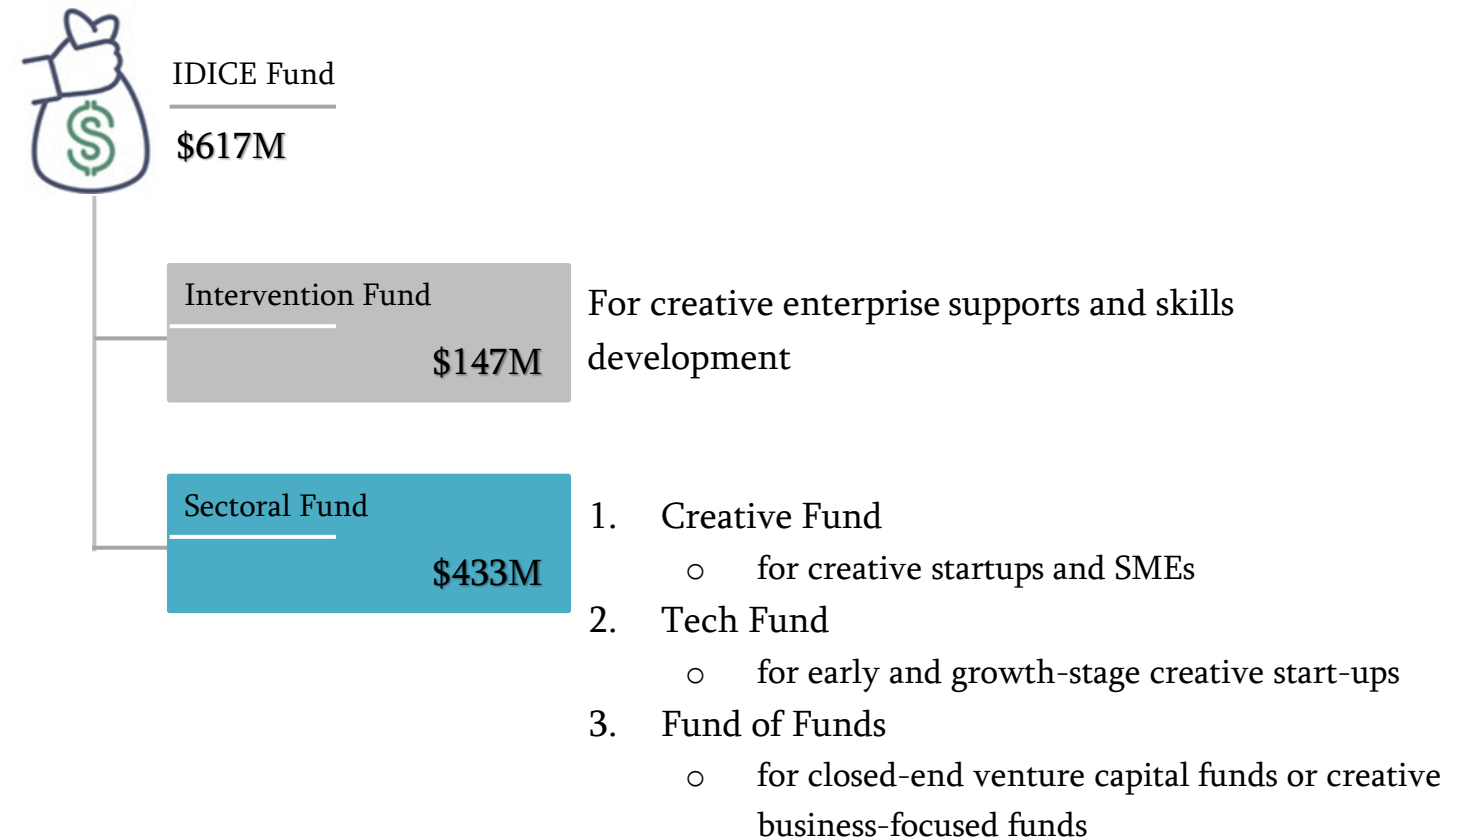 IDICE Fund
$617M
Intervention Fund
$147M
For creative enterprise supports and skills
development
Sectoral Fund
$433M
1. Creative Fund
o for creative startups and SMEs
2. Tech Fund
o for early and growth-stage creative start-ups
3. Fund of Funds
o for closed-end venture capital funds or creative
business-focused funds